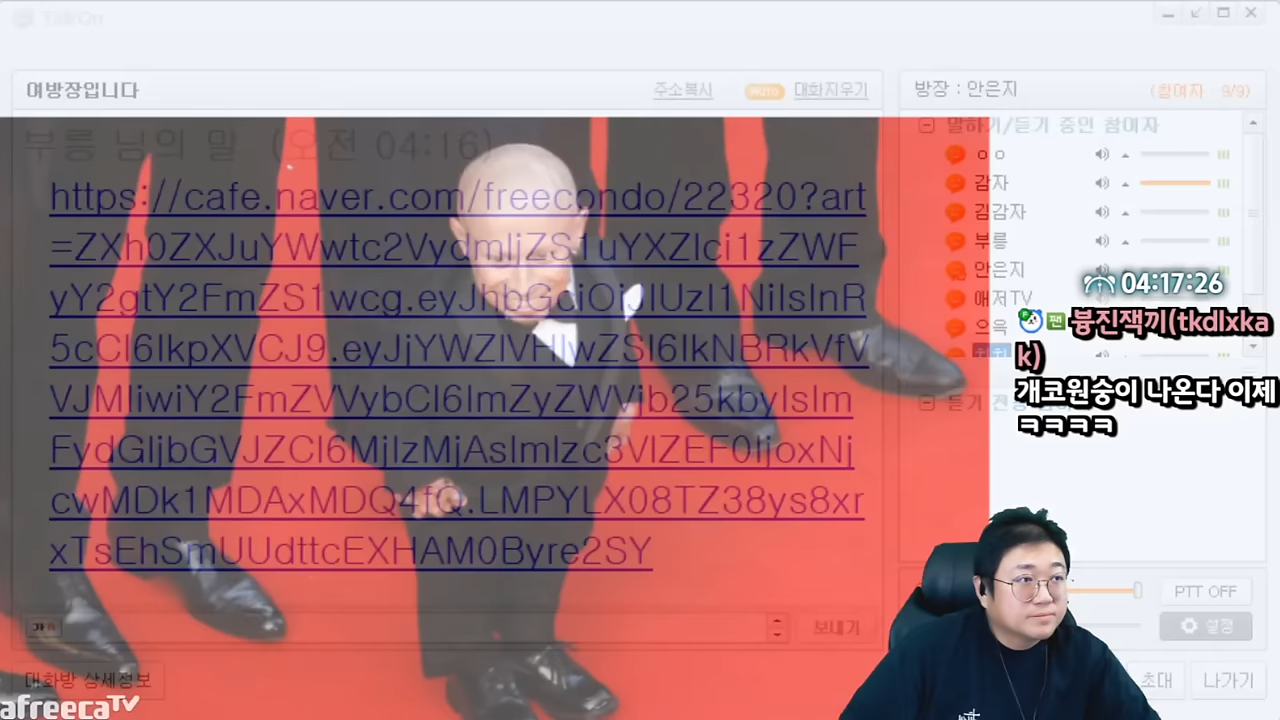 TalkOn
여방장입니다
주소복사
AUTO
대화지우기
방장 : 안은지
(참여자 9/9)
부릉 님의 말 (오전 04:16)
https://cafe.naver.com/freecondo/22320?art
=ZXh0ZXJuYWwtc2VydmljZS1uYXZlci1zZWF
yY2gtY2FmZS1wcg.eyJhbGciOiJIUzI1NiIsInR
5cCI6IkpXVCJ9.eyJjYWZlVHlwZSI6IkNBRkVfV
VJMIiwiY2FmZVVybCI6ImZyZWVjb25kbyIsIm
FydGljbGVJZCI6MjIzMjAsImlzc3VlZEF0IjoxNj
cwMDk1MDAxMDQ4fQ.LMPYLX08TZ38ys8xr
xTsEhSmUUdttcEXHAM0Byre2SY
말하기/듣기 중인 참여자
ㅇㅇ
감자
김감자
부릉
안은지
애저TV
으윽
04:17:26
팬 븅진잭끼(tkdlxka
k)
개코원숭이 나온다 이제
ㅋㅋㅋㅋ
보내기
PTT OFF
설정
대화방 상세정보
초대
나가기
afreecaTV